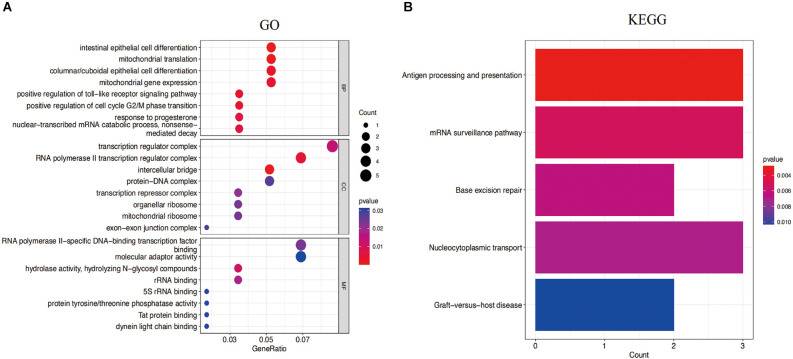 A
GO
intestinal epithelial cell differentiation
mitochondrial translation
columnar/cuboidal epithelial cell differentiation
mitochondrial gene expression
positive regulation of toll-like receptor signaling pathway
positive regulation of cell cycle G2/M phase transition
response to progesterone
nuclear-transcribed mRNA catabolic process, nonsense-
mediated decay
BP
transcription regulator complex
RNA polymerase II transcription regulator complex
intercellular bridge
protein-DNA complex
transcription repressor complex
organellar ribosome
mitochondrial ribosome
exon-exon junction complex
CC
RNA polymerase II-specific DNA-binding transcription factor
binding
molecular adaptor activity
hydrolase activity, hydrolyzing N-glycosyl compounds
rRNA binding
5S rRNA binding
protein tyrosine/threonine phosphatase activity
Tat protein binding
dynein light chain binding
MF
0.03 0.05 0.07
GeneRatio
Count
1
2
3
4
5
pvalue
0.03
0.02
0.01
B
KEGG
Antigen processing and presentation
mRNA surveillance pathway
Base excision repair
Nucleocytoplasmic transport
Graft-versus-host disease
0 1 2 3
Count
pvalue
0.004
0.006
0.008
0.010